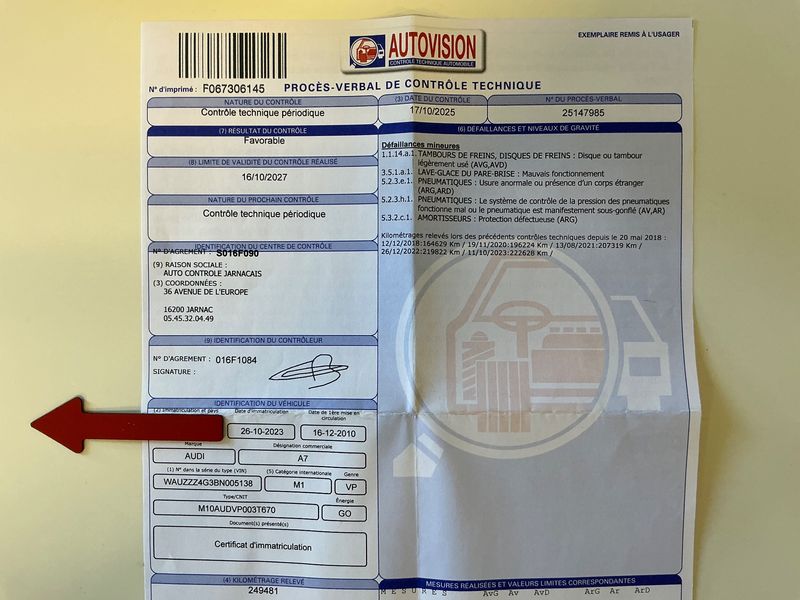 AUTOVISION
CONTRÔLE TECHNIQUE AUTOMOBILE
EXEMPLAIRE REMIS À L'USAGER
N° d'imprimé : F067306145
PROCÈS-VERBAL DE CONTRÔLE TECHNIQUE
NATURE DU CONTRÔLE
Contrôle technique périodique
(3) DATE DU CONTRÔLE
17/10/2025
N° DU PROCÈS-VERBAL
25147985
(7) RÉSULTAT DU CONTRÔLE
Favorable
(8) LIMITE DE VALIDITÉ DU CONTRÔLE RÉALISÉ
16/10/2027
NATURE DU PROCHAIN CONTRÔLE
Contrôle technique périodique
IDENTIFICATION DU CENTRE DE CONTRÔLE
N° D'AGREMENT : S016F090
(9) RAISON SOCIALE :
AUTO CONTROLE JARNACAIS
(3) COORDONNÉES :
36 AVENUE DE L'EUROPE
16200 JARNAC
05.45.32.04.49
(9) IDENTIFICATION DU CONTRÔLEUR
N° D'AGREMENT : 016F1084
SIGNATURE :
(6) DÉFAILLANCES ET NIVEAUX DE GRAVITÉ
Défaillances mineures
1.1.14.a.1. TAMBOURS DE FREINS, DISQUES DE FREINS : Disque ou tambour
légèrement usé (AVG,AVD)
3.5.1.a.1. LAVE-GLACE DU PARE-BRISE : Mauvais fonctionnement
5.2.3.e.1. PNEUMATIQUES : Usure anormale ou présence d'un corps étranger
(ARG,ARD)
5.2.3.h.1. PNEUMATIQUES : Le système de contrôle de la pression des pneumatiques
fonctionne mal ou le pneumatique est manifestement sous-gonflé (AV,AR)
5.3.2.c.1. AMORTISSEURS : Protection défectueuse (ARG)
Kilométrages relevés lors des précédents contrôles techniques depuis le 20 mai 2018 :
12/12/2018:164629 Km / 19/11/2020:196224 Km / 13/08/2021:207319 Km /
26/12/2022:219822 Km / 11/10/2023:222628 Km /
IDENTIFICATION DU VÉHICULE
(2) Immatriculation et pays
Date d'immatriculation
26-10-2023
Date de 1ère mise en
circulation
16-12-2010
Marque
AUDI
Désignation commerciale
A7
(1) N° dans la série du type (VIN)
WAUZZZ4G3BN005138
(5) Catégorie internationale
M1
Genre
VP
Type/CNIT
M10AUDVP003T670
Énergie
GO
Document(s) présenté(s)
Certificat d'immatriculation
(4) KILOMÉTRAGE RELEVÉ
249481
MESURES RÉALISÉES ET VALEURS LIMITES CORRESPONDANTES
MESURES AvG Av AvD ArG Ar ArD